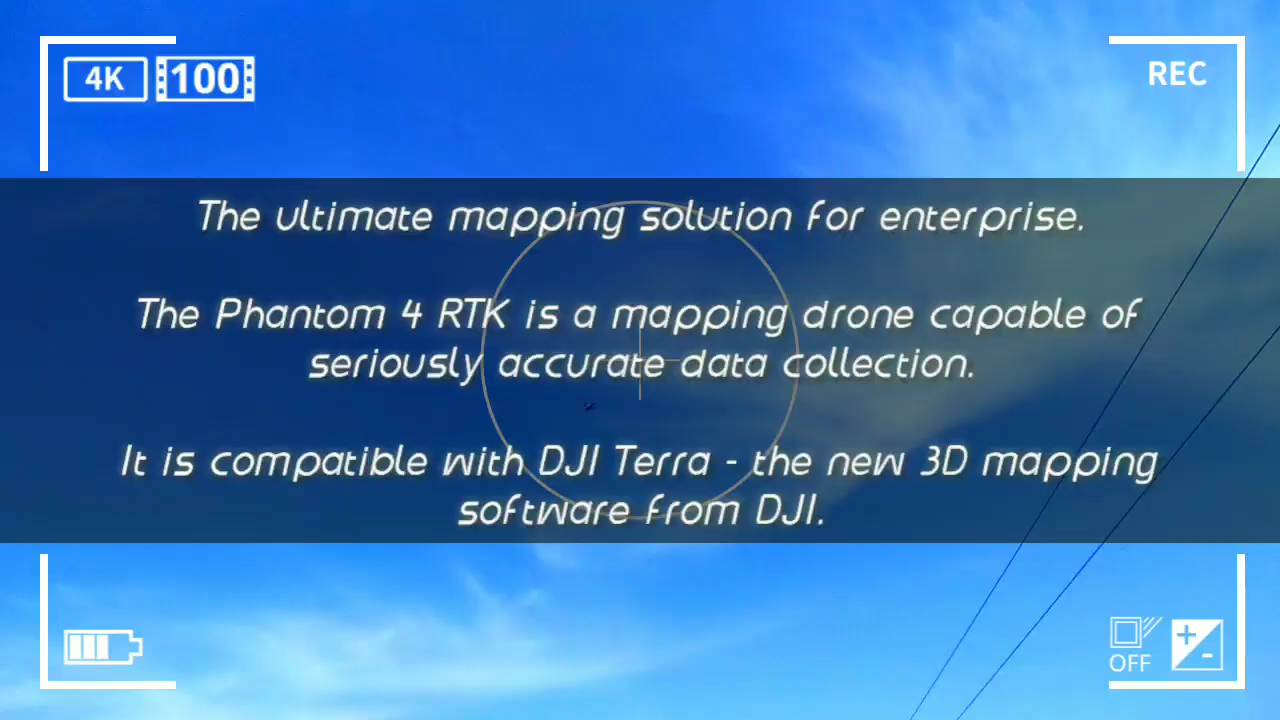 4K 100
REC
The ultimate mapping solution for enterprise.
The Phantom 4 RTK is a mapping drone capable of
seriously accurate data collection.
It is compatible with DJI Terra - the new 3D mapping
software from DJI.
OFF